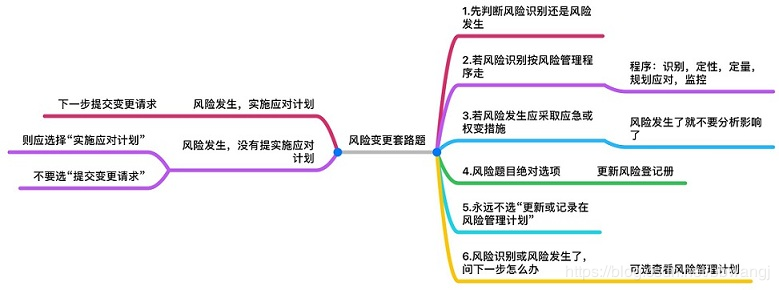 风险变更套路题
1.先判断风险识别还是风险
发生
2.若风险识别按风险管理程
序走
程序：识别，定性，定量，
规划应对，监控
3.若风险发生应采取应急或
权变措施
风险发生了就不要分析影响
了
4.风险题目绝对选项
更新风险登记册
5.永远不选“更新或记录在
风险管理计划”
6.风险识别或风险发生了，
问下一步怎么办
可选查看风险管理计划
风险发生，实施应对计划
下一步提交变更请求
风险发生，没有提实施应对
计划
则应选择“实施应对计划”
不要选“提交变更请求”